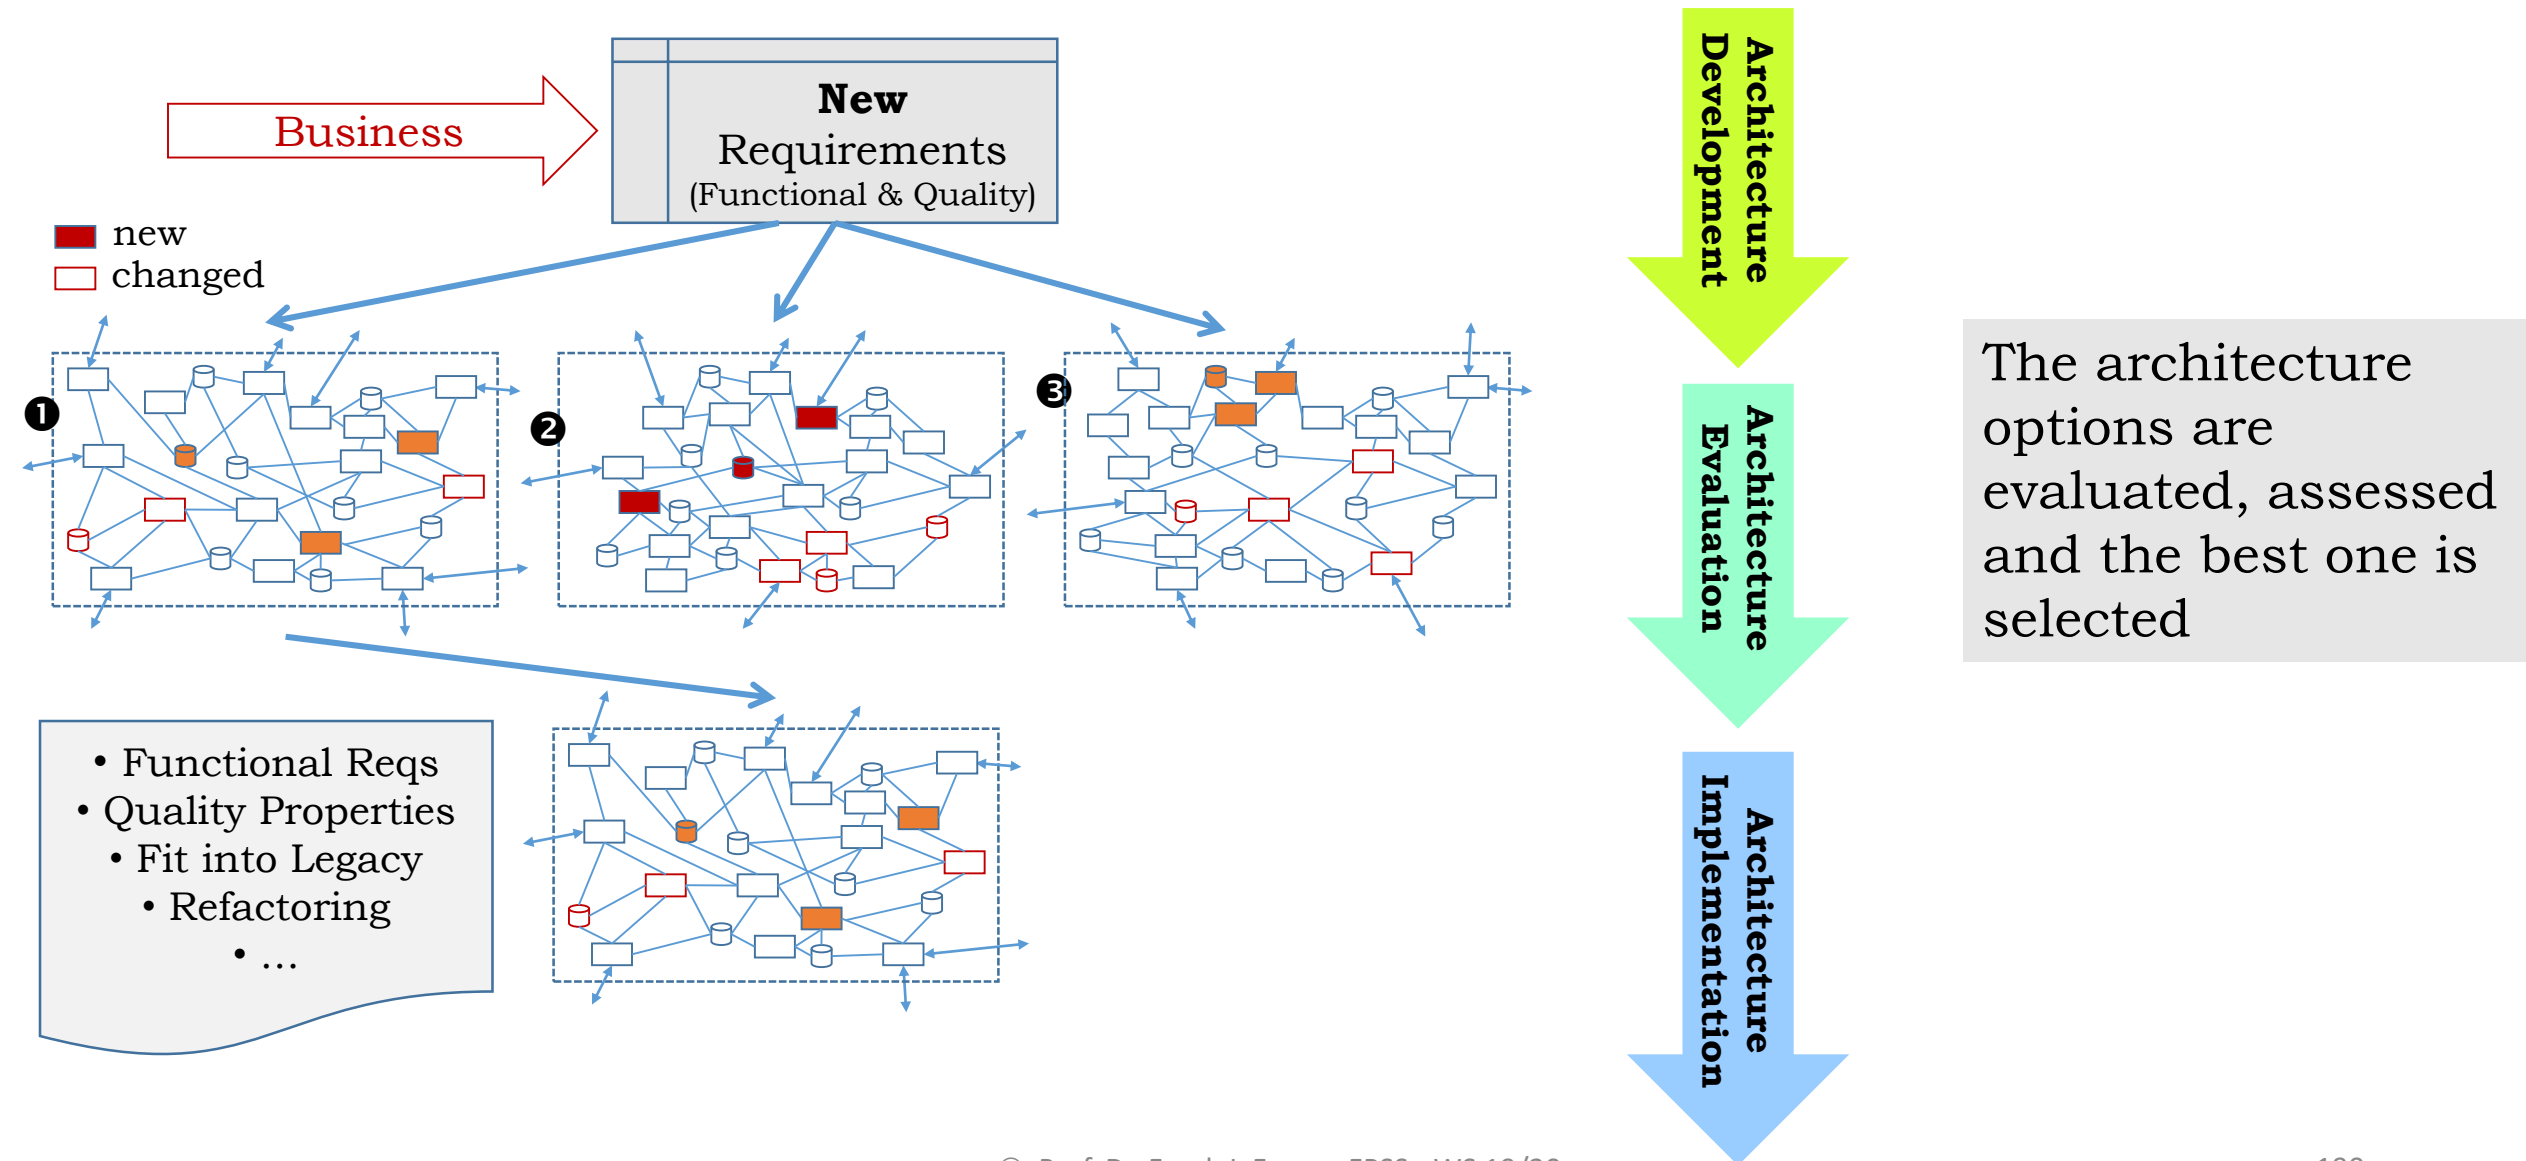 Business
New
Requirements
(Functional & Quality)
new
changed
❶
❷
❸
Architecture
Development
Architecture
Evaluation
Architecture
Implementation
The architecture
options are
evaluated, assessed
and the best one is
selected
• Functional Reqs
• Quality Properties
• Fit into Legacy
• Refactoring
• …